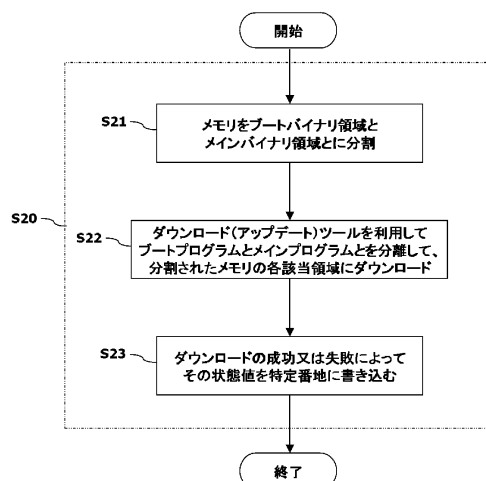 開始
S21
メモリをブートバイナリ領域と
メインバイナリ領域とに分割
S20
S22
ダウンロード(アップデート)ツールを利用して
ブートプログラムとメインプログラムとを分離して、
分割されたメモリの各該当領域にダウンロード
S23
ダウンロードの成功又は失敗によって
その状態値を特定番地に書き込む
終了